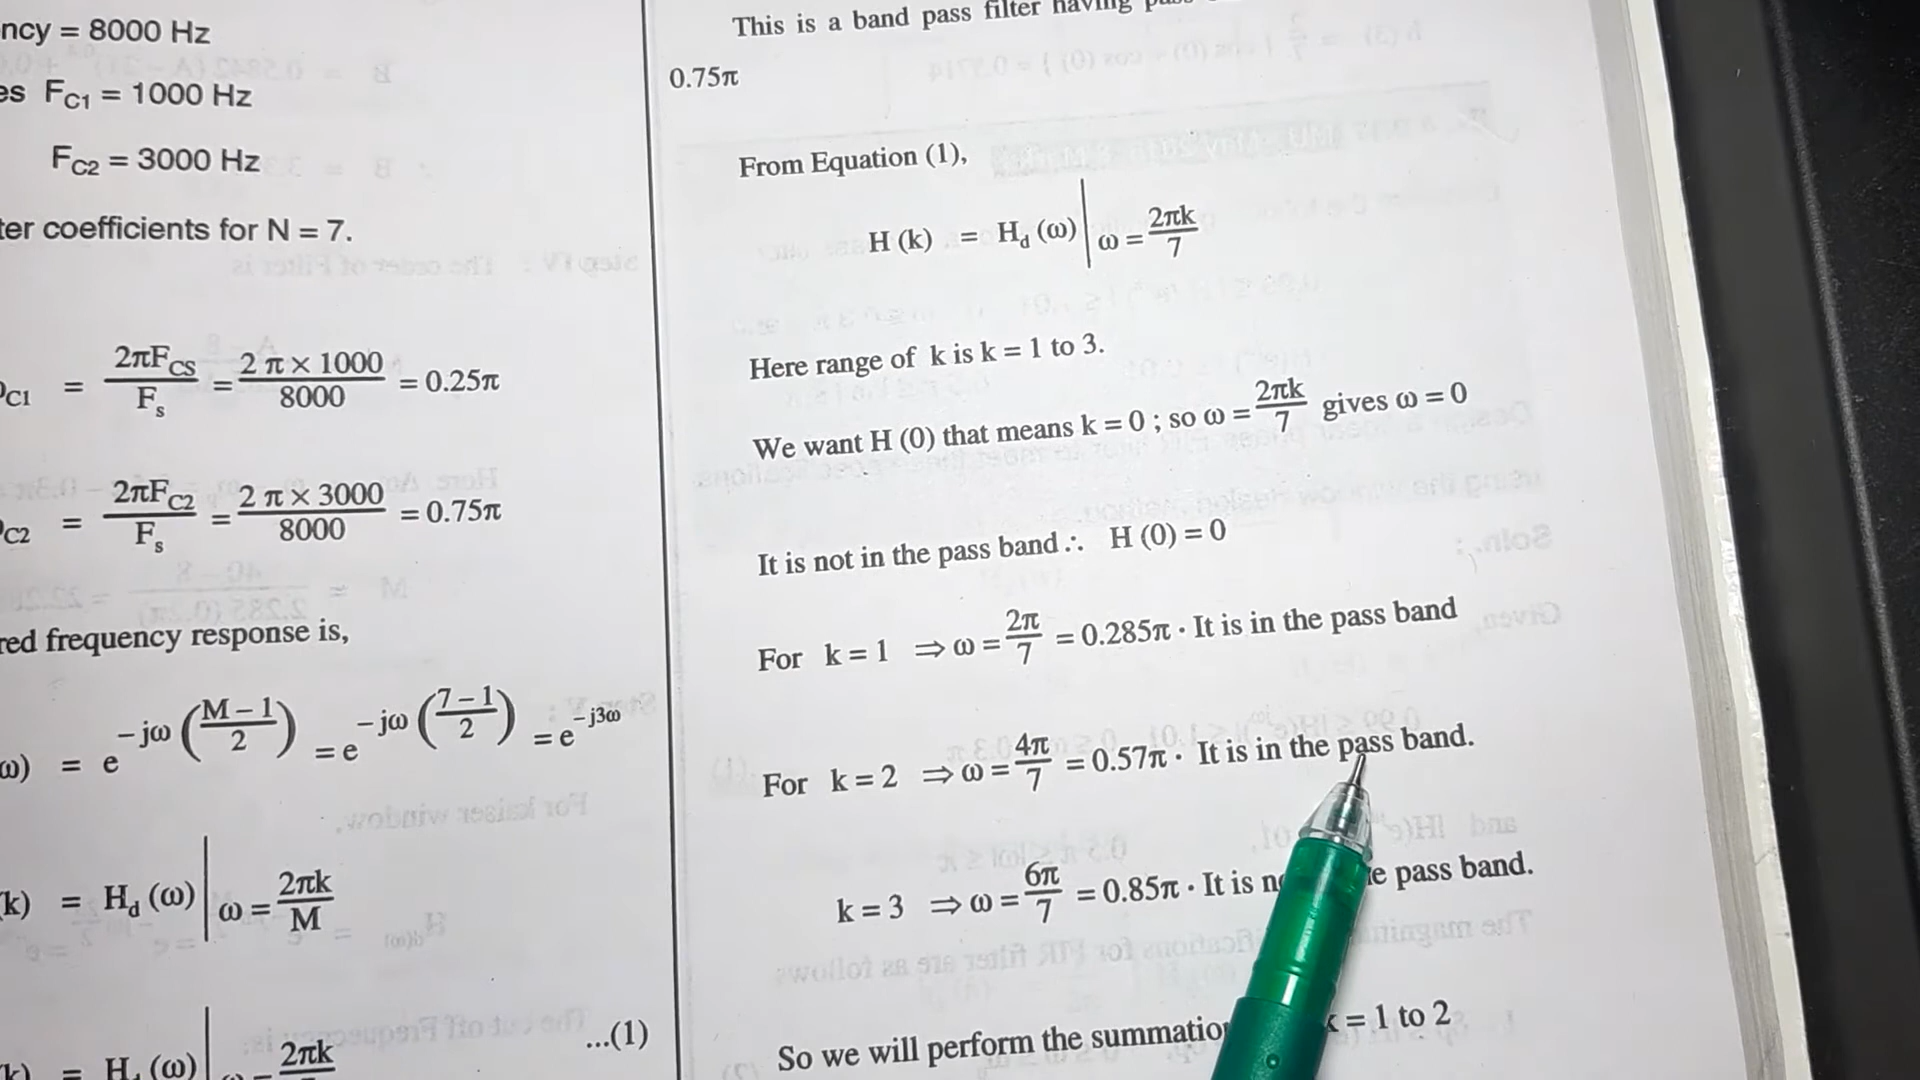 ncy = 8000 Hz
es F_C1 = 1000 Hz
F_C2 = 3000 Hz
ter coefficients for N = 7.
C1 = 2πF_CS / F_s = 2 π × 1000 / 8000 = 0.25π
C2 = 2πF_C2 / F_s = 2 π × 3000 / 8000 = 0.75π
red frequency response is,
ω) = e^(-jω ((M – 1)/2)) = e^(-jω ((7 – 1)/2)) = e^(-j3ω)
k) = H_d (ω) | ω = 2πk / M
k) = (ω) | 2πk ...(1)
This is a band pass filter having
0.75π
From Equation (1),
H (k) = H_d (ω) | ω = 2πk / 7
Here range of k is k = 1 to 3.
We want H (0) that means k = 0 ; so ω = 2πk / 7 gives ω = 0
It is not in the pass band ∴ H (0) = 0
For k = 1 ⇒ ω = 2π / 7 = 0.285π · It is in the pass band
For k = 2 ⇒ ω = 4π / 7 = 0.57π · It is in the pass band.
k = 3 ⇒ ω = 6π / 7 = 0.85π · It is pass band.
So we will perform the k = 1 to 2